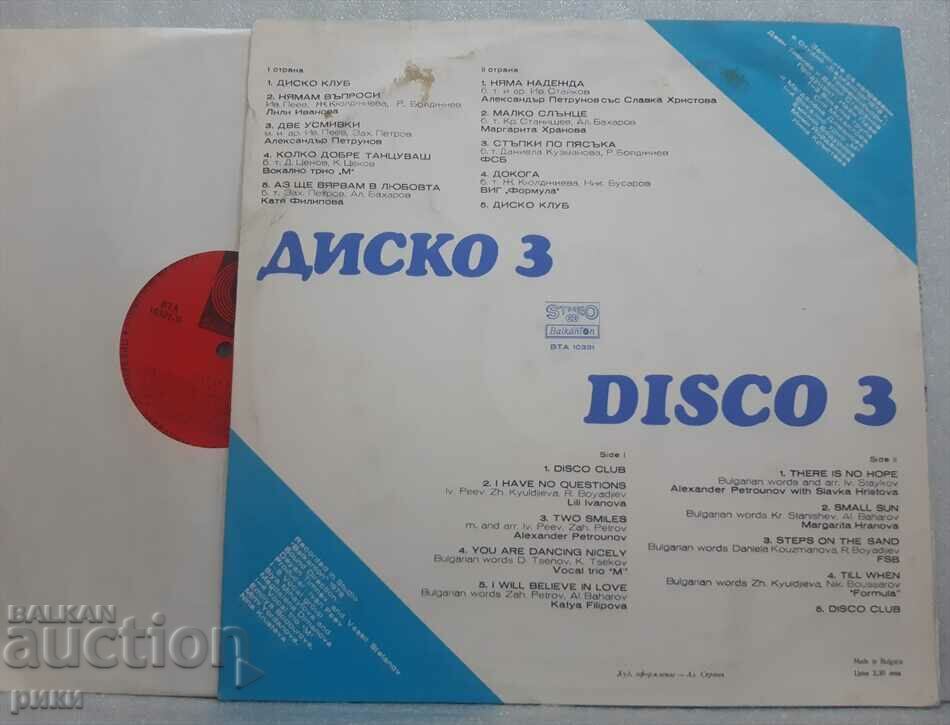 I страна
1. ДИСКО КЛУБ
2. НЯМАМ ВЪПРОСИ
Ив. Пеев, Ж. Кюлджиева, Р. Бояджиев
Лили Иванова
3. ДВЕ УСМИВКИ
м. и ар. Ив. Пеев, Зах. Петров
Александър Петрунов
4. КОЛКО ДОБРЕ ТАНЦУВАШ
б. т. Д. Ценов, К. Цеков
Вокално трио „М"
5. АЗ ЩЕ ВЯРВАМ В ЛЮБОВТА
б. т. Зах. Петров, Ал. Бахаров
Катя Филипова
II страна
1. НЯМА НАДЕЖДА
б. т. и ар. Ив. Стайков
Александър Петрунов със Славка Христова
2. МАЛКО СЛЪНЦЕ
б. т. Кр. Станишев, Ал. Бахаров
Маргарита Хранова
3. СТЪПКИ ПО ПЯСЪКА
б. т. Даниела Кузманова, Р. Бояджиев
ФСБ
4. ДОКОГА
б. т. Ж. Кюлджиева, Ник. Бусаров
ВИГ „Формула"
5. ДИСКО КЛУБ
ДИСКО 3
STEREO
Balkanton
BTA 10331
DISCO 3
Side I
1. DISCO CLUB
2. I HAVE NO QUESTIONS
Iv. Peev, Zh. Kyuldjieva, R. Boyadjiev
Lili Ivanova
3. TWO SMILES
m. and arr. Iv. Peev, Zah. Petrov
Alexander Petrounov
4. YOU ARE DANCING NICELY
Bulgarian words D. Tsenov, K. Tsekov
Vocal trio "M"
5. I WILL BELIEVE IN LOVE
Bulgarian words Zah. Petrov, Al. Baharov
Katya Filipova
Side II
1. THERE IS NO HOPE
Bulgarian words and arr. Iv. Staykov
Alexander Petrounov with Slavka Hristova
2. SMALL SUN
Bulgarian words Kr. Stanishev, Al. Baharov
Margarita Hranova
3. STEPS ON THE SAND
Bulgarian words Daniela Kouzmanova, R. Boyadjiev
FSB
4. TILL WHEN
Bulgarian words Zh. Kyuldjieva, Nik. Boussarov
"Formula"
5. DISCO CLUB
Made in Bulgaria
BALKAN
auction
рики